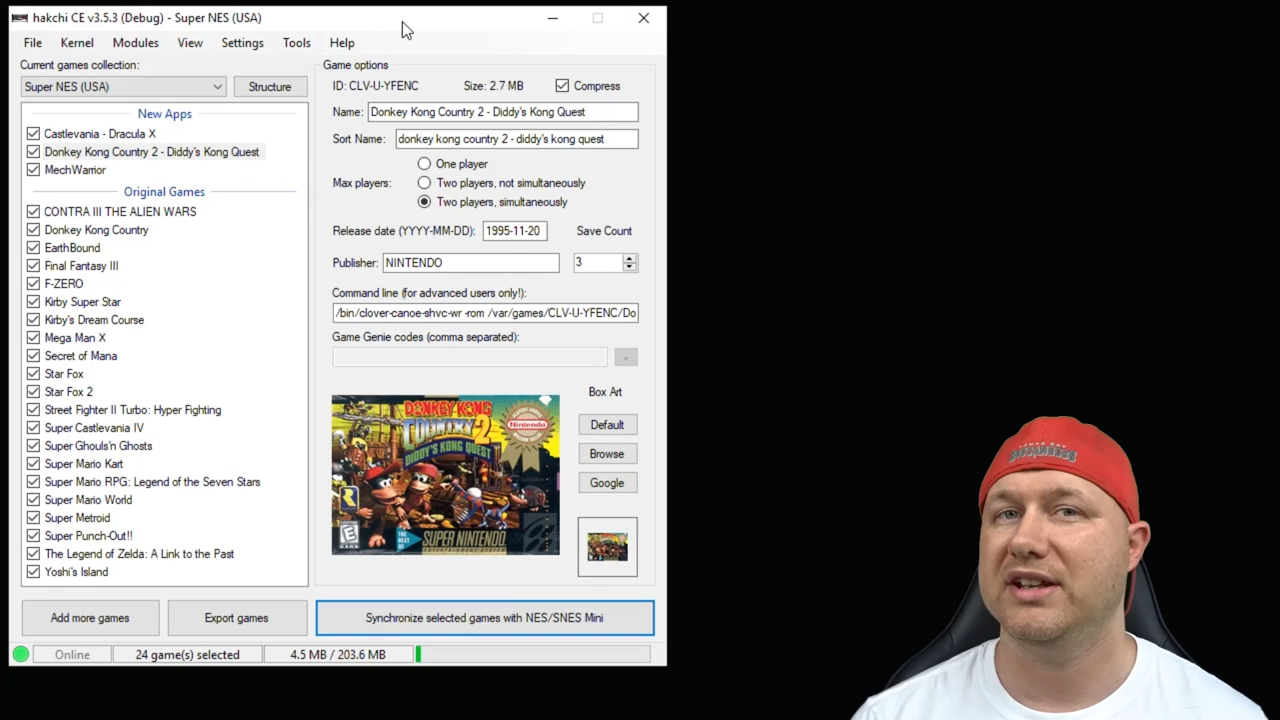 hakchi CE v3.5.3 (Debug) - Super NES (USA)
File Kernel Modules View Settings Tools Help
Current games collection:
Super NES (USA)
Structure
New Apps
Castlevania - Dracula X
Donkey Kong Country 2 - Diddy's Kong Quest
MechWarrior
Original Games
CONTRA III THE ALIEN WARS
Donkey Kong Country
EarthBound
Final Fantasy III
F-ZERO
Kirby Super Star
Kirby's Dream Course
Mega Man X
Secret of Mana
Star Fox
Star Fox 2
Street Fighter II Turbo: Hyper Fighting
Super Castlevania IV
Super Ghouls'n Ghosts
Super Mario Kart
Super Mario RPG: Legend of the Seven Stars
Super Mario World
Super Metroid
Super Punch-Out!!
The Legend of Zelda: A Link to the Past
Yoshi's Island
Game options
ID: CLV-U-YFENC Size: 2.7 MB Compress
Name: Donkey Kong Country 2 - Diddy's Kong Quest
Sort Name: donkey kong country 2 - diddy's kong quest
Max players:
One player
Two players, not simultaneously
Two players, simultaneously
Release date (YYYY-MM-DD): 1995-11-20 Save Count
Publisher: NINTENDO 3
Command line (for advanced users only!):
/bin/clover-canoe-shvc-wr -rom /var/games/CLV-U-YFENC/Do
Game Genie codes (comma separated):
+
DONKEY KONG
COUNTRY 2
DIDDY'S KONG QUEST
Nintendo
THE
BEST
OF
SUPER NINTENDO
ENTERTAINMENT SYSTEM
Box Art
Default
Browse
Google
Add more games
Export games
Synchronize selected games with NES/SNES Mini
Online 24 game(s) selected 4.5 MB / 203.6 MB